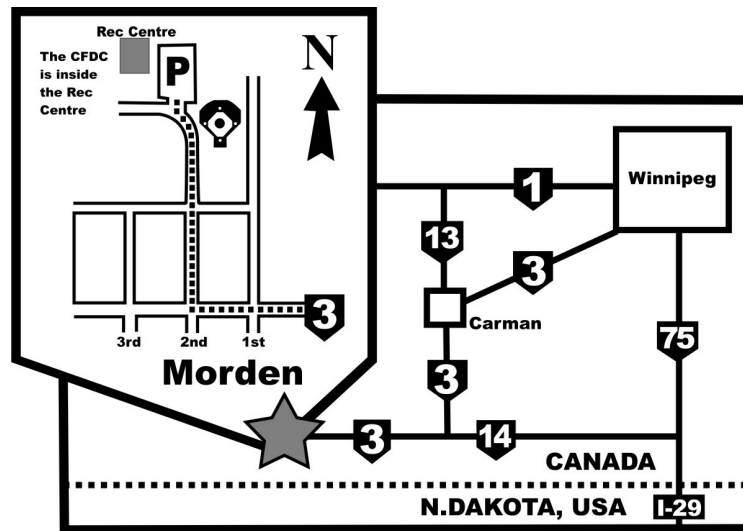 Rec Centre
The CFDC
is inside
the Rec
Centre
P
N
1
Winnipeg
13
3
3
Carman
3rd
2nd
1st
75
Morden
3
3
14
CANADA
N.DAKOTA, USA
I-29